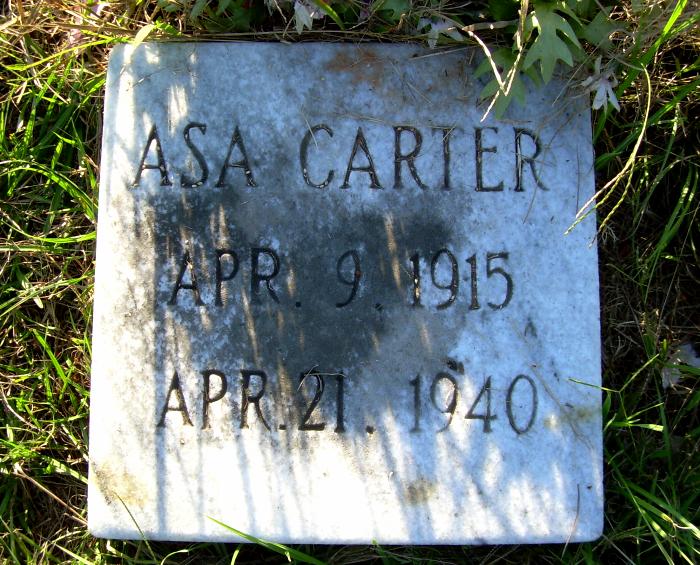 ASA CARTER
APR. 9, 1915
APR. 21, 1940